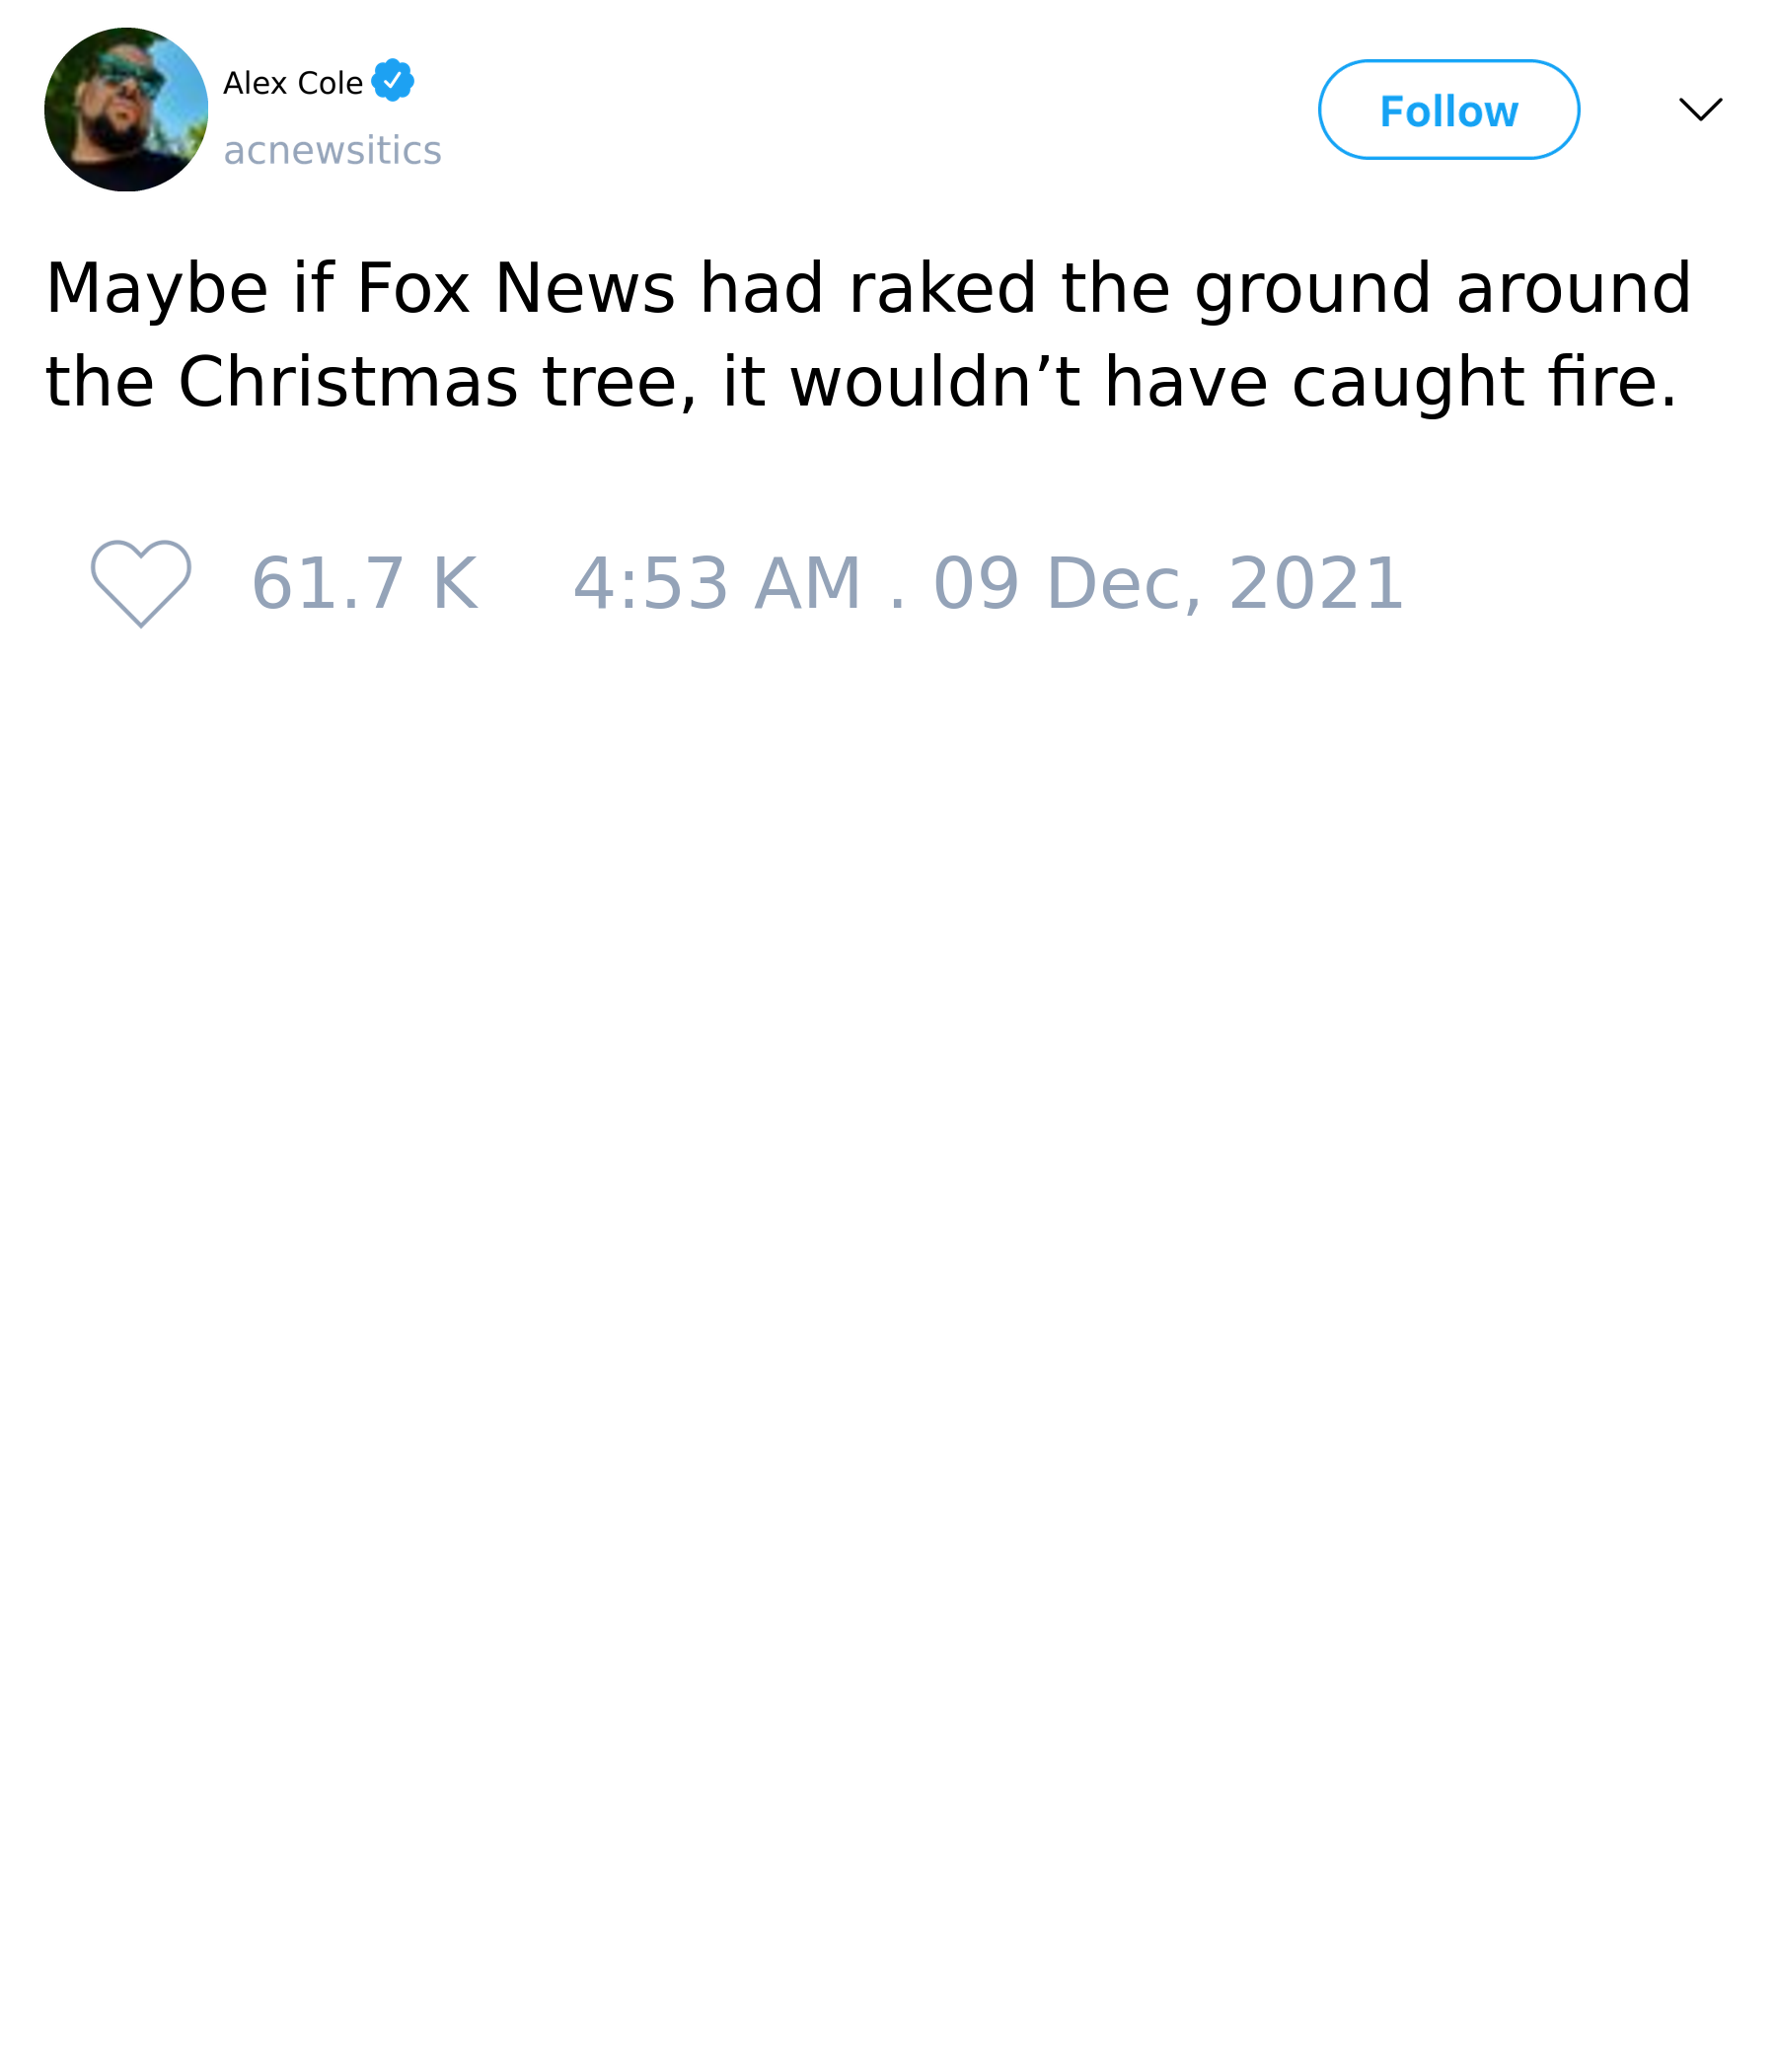 Alex Cole
acnewsitics
Follow
Maybe if Fox News had raked the ground around
the Christmas tree, it wouldn’t have caught fire.
61.7 K 4:53 AM . 09 Dec, 2021